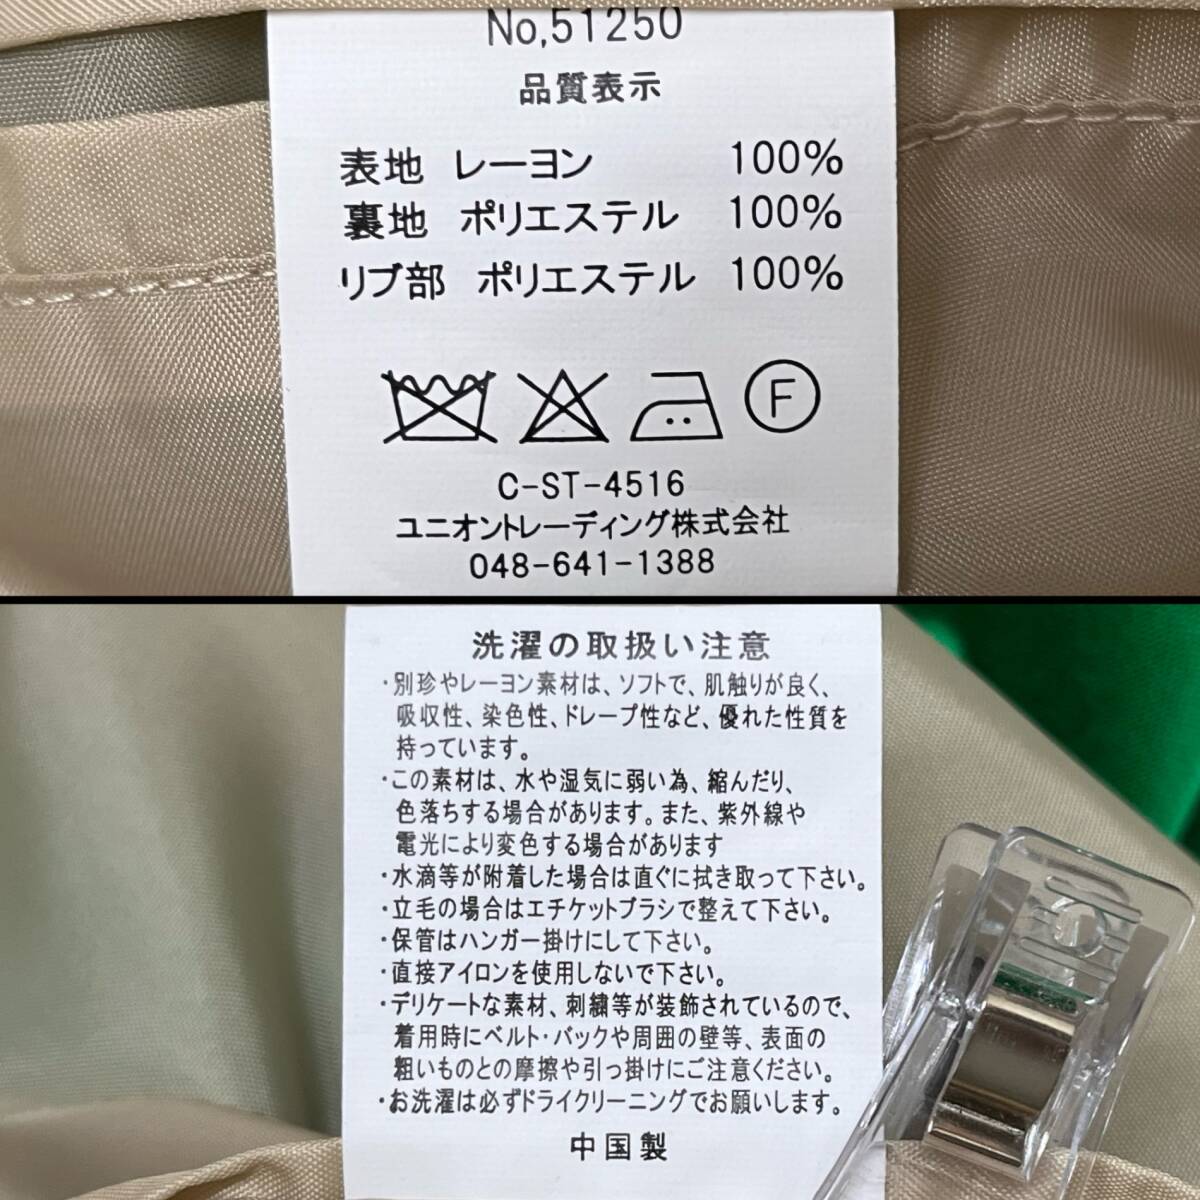 No,51250
品質表示
表地 レーヨン 100%
裏地 ポリエステル 100%
リブ部 ポリエステル 100%
F
C-ST-4516
ユニオントレーディング株式会社
048-641-1388
洗濯の取扱い注意
・別珍やレーヨン素材は、ソフトで、肌触りが良く、
吸収性、染色性、ドレープ性など、優れた性質を
持っています。
・この素材は、水や湿気に弱い為、縮んだり、
色落ちする場合があります。また、紫外線や
電光により変色する場合があります
・水滴等が附着した場合は直ぐに拭き取って下さい。
・立毛の場合はエチケットブラシで整えて下さい。
・保管はハンガー掛けにして下さい。
・直接アイロンを使用しないで下さい。
・デリケートな素材、刺繍等が装飾されているので、
着用時にベルト・バックや周囲の壁等、表面の
粗いものとの摩擦や引っ掛けにご注意ください。
・お洗濯は必ずドライクリーニングでお願いします。
中国製